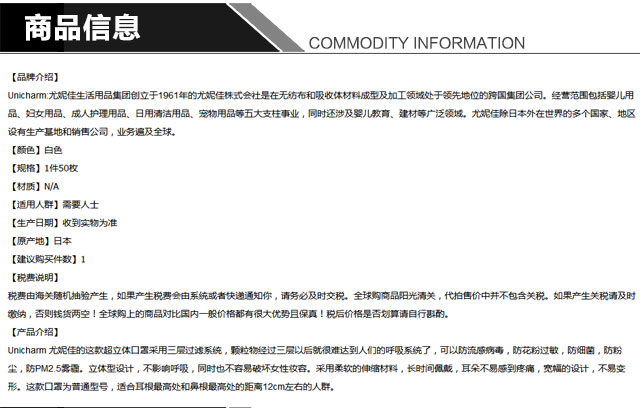 商品信息
COMMODITY INFORMATION
【品牌介绍】
Unicharm:尤妮佳生活用品集团创立于1961年的尤妮佳株式会社是在无纺布和吸收体材料成型及加工领域处于领先地位的跨国集团公司。经营范围包括婴儿用
品、妇女用品、成人护理用品、日用清洁用品、宠物用品等五大支柱事业，同时还涉及婴儿教育、建材等广泛领域。尤妮佳除日本外在世界的多个国家、地区
设有生产基地和销售公司，业务遍及全球。
【颜色】白色
【规格】1件50枚
【材质】N/A
【适用人群】需要人士
【生产日期】收到实物为准
【原产地】日本
【建议购买件数】1
【税费说明】
税费由海关随机抽验产生，如果产生税费会由系统或者快递通知你，请务必及时交税。全球购商品阳光清关，代拍售价中并不包含关税。如果产生关税请及时
缴纳，否则钱货两空！全球购上的商品对比国内一般价格都有很大优势且保真！税后价格是否划算请自行斟酌。
【产品介绍】
Unicharm 尤妮佳的这款超立体口罩采用三层过滤系统，颗粒物经过三层以后就很难达到人们的呼吸系统了，可以防流感病毒，防花粉过敏，防细菌，防粉
尘，防PM2.5雾霾。立体型设计，不影响呼吸，同时也不容易破坏女性妆容。采用柔软的伸缩材料，长时间佩戴，耳朵不易感到疼痛，宽幅的设计，不易变
形。这款口罩为普通型号，适合耳根最高处和鼻根最高处的距离12cm左右的人群。